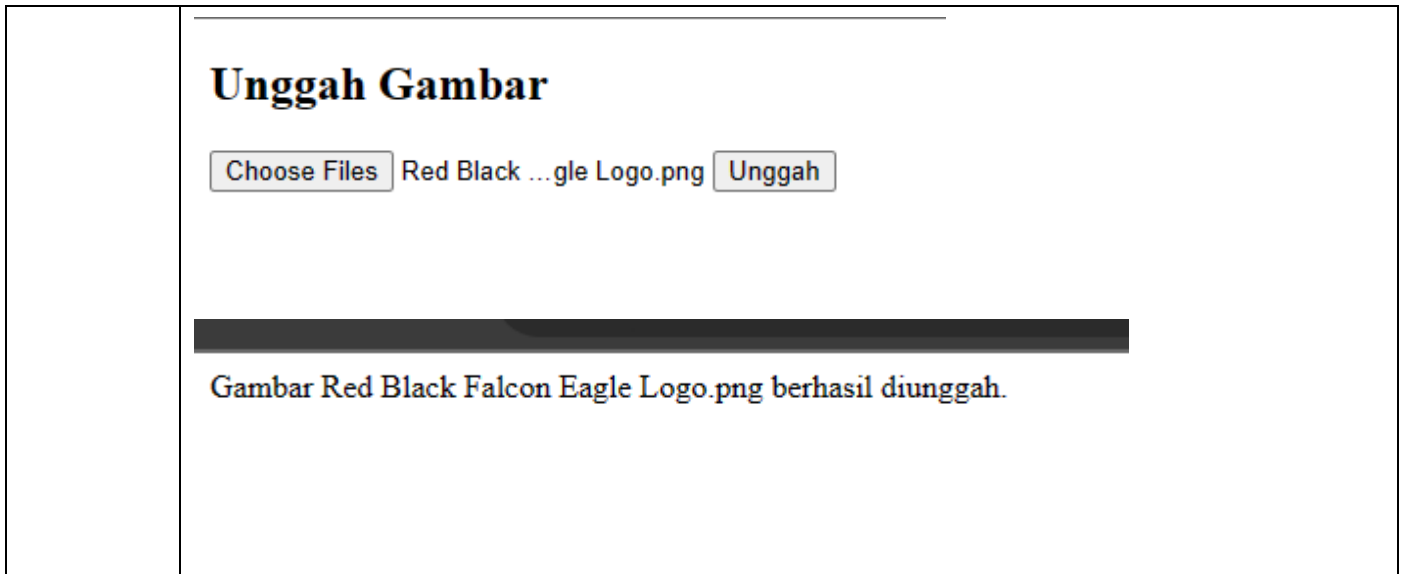 Unggah Gambar
Choose Files Red Black ...gle Logo.png Unggah
Gambar Red Black Falcon Eagle Logo.png berhasil diunggah.